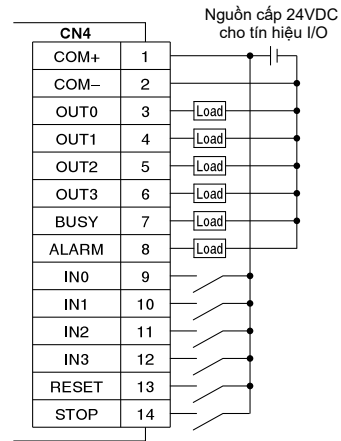 Nguồn cấp 24VDC
cho tín hiệu I/O
CN4
COM+ 1
COM– 2
OUT0 3 Load
OUT1 4 Load
OUT2 5 Load
OUT3 6 Load
BUSY 7 Load
ALARM 8 Load
IN0 9
IN1 10
IN2 11
IN3 12
RESET 13
STOP 14